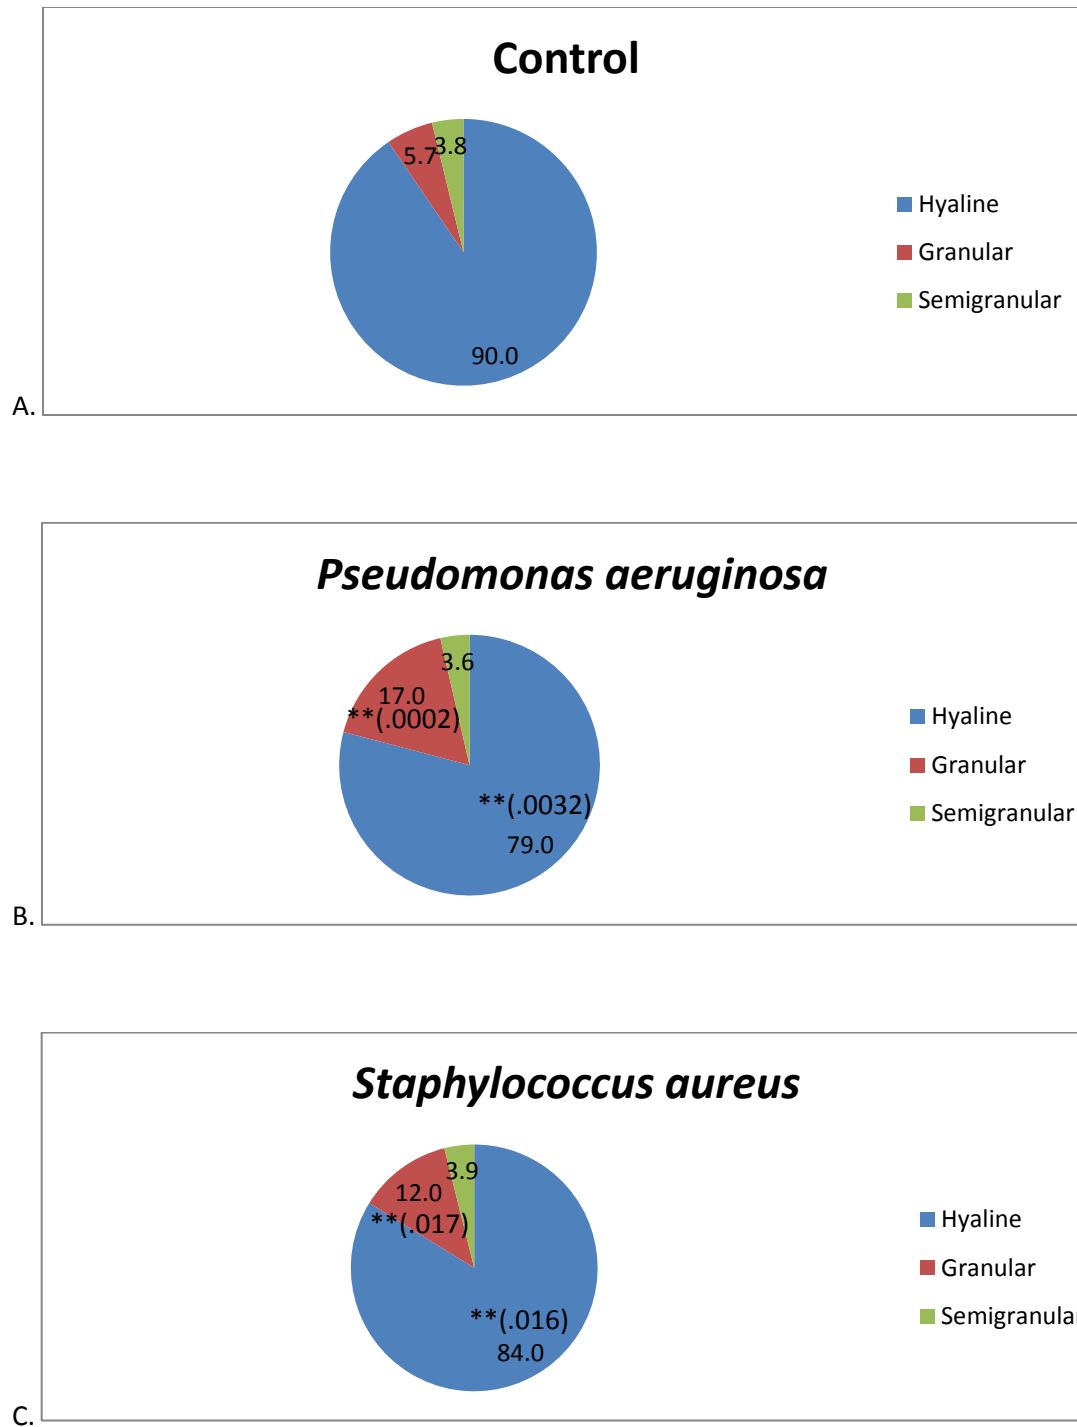 Control
5.7
3.8
90.0
Hyaline
Granular
Semigranular
A.
Pseudomonas aeruginosa
3.6
17.0
**(.0002)
**(.0032)
79.0
Hyaline
Granular
Semigranular
B.
Staphylococcus aureus
3.9
12.0
**(.017)
**(.016)
84.0
Hyaline
Granular
Semigranular
C.